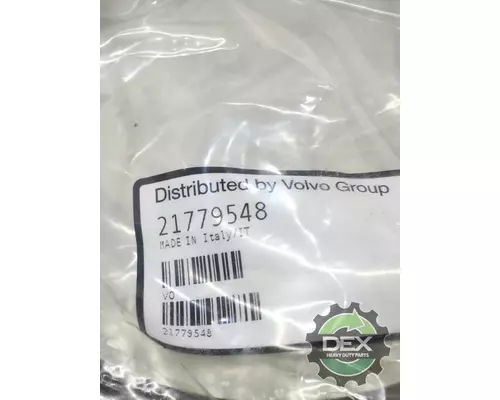 Distributed by Volvo Group
21779548
MADE IN Italy/IT
VO
21779548
DEX
HEAVY DUTY PARTS